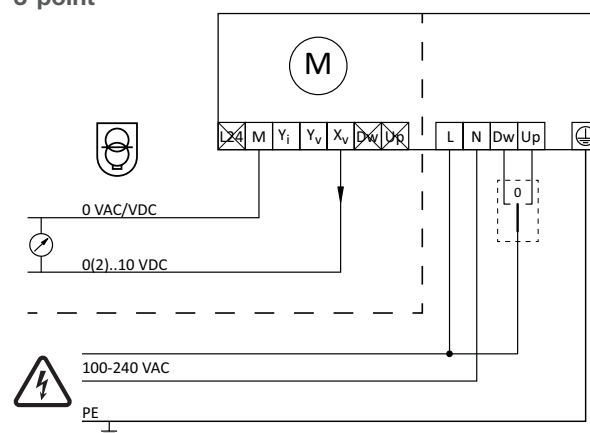 3-point
M
L24 M Yi Yv Xv Dw Up L N Dw Up
0
0 VAC/VDC
0(2)..10 VDC
100-240 VAC
PE